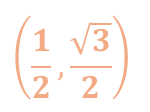 (1/2, √3/2)